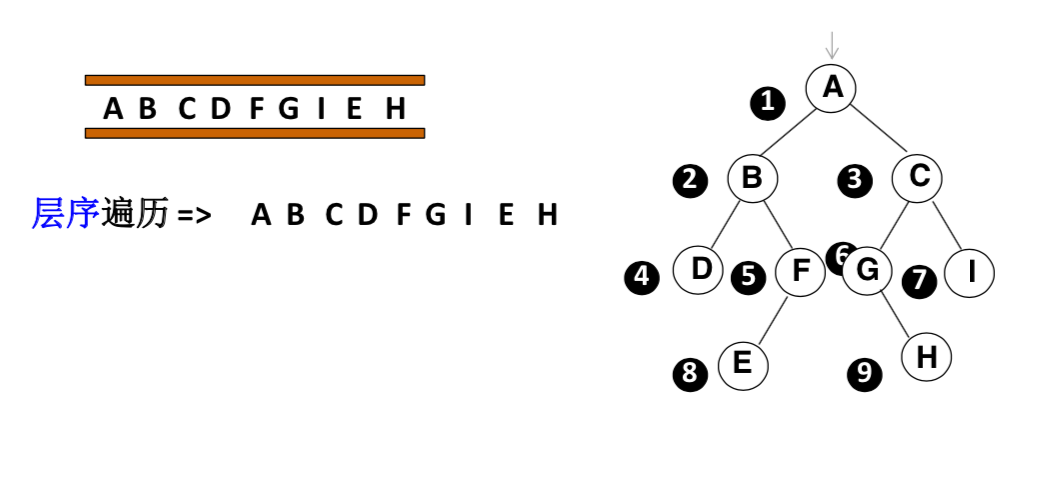 A B C D F G I E H
层序遍历 => A B C D F G I E H
A
1
B
2
C
3
D
4
F
5
G
6
I
7
E
8
H
9